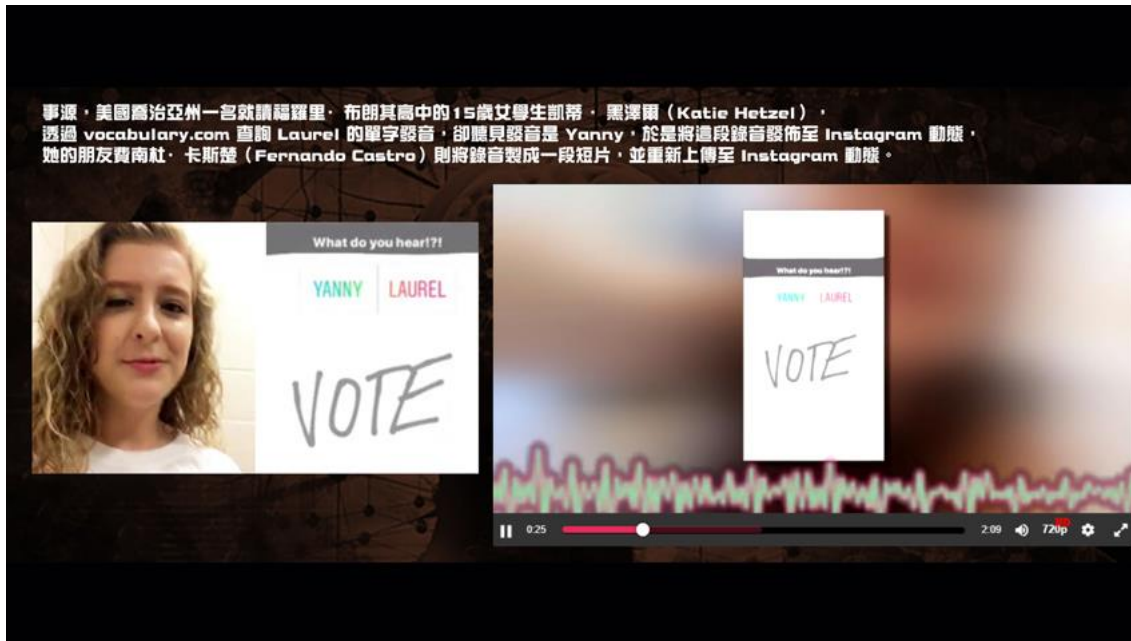 事源，美國喬治亞州一名就讀福羅里．布朗其高中的15歲女學生凱蒂．黑澤爾（Katie Hetzel），
透過 vocabulary.com 查詢 Laurel 的單字發音，卻聽見發音是 Yanny，於是將這段錄音發佈至 Instagram 動態，
她的朋友費南杜．卡斯楚（Fernando Castro）則將錄音製成一段短片，並重新上傳至 Instagram 動態。
What do you hear!?!
YANNY LAUREL
VOTE
What do you hear!?!
YANNY LAUREL
VOTE
0:25 2:09 720p HD